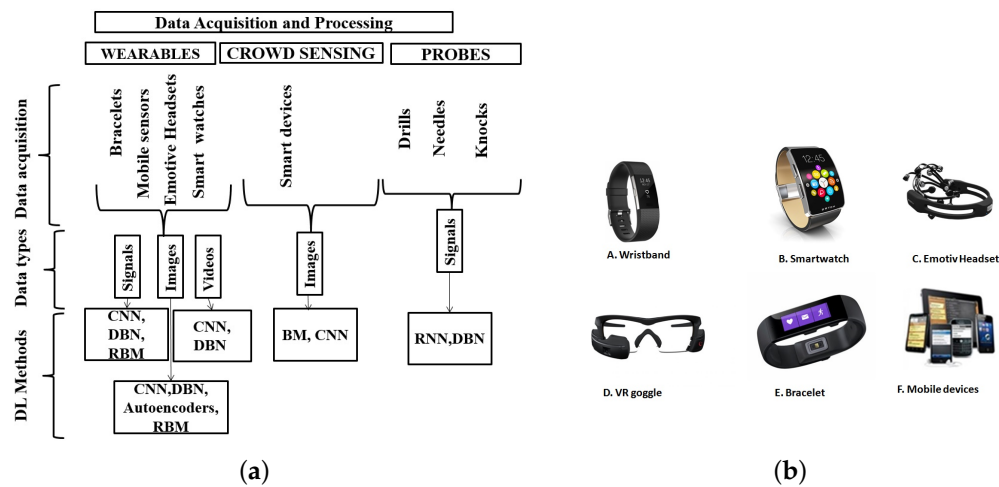 Data Acquisition and Processing
WEARABLES
CROWD SENSING
PROBES
Data acquisition
Bracelets
Mobile sensors
Emotive Headsets
Smart watches
Smart devices
Drills
Needles
Knocks
Data types
Signals
Images
Videos
Images
Signals
DL Methods
CNN,
DBN,
RBM
CNN,
DBN
BM, CNN
RNN,DBN
CNN,DBN,
Autoencoders,
RBM
(a)
12:45
A. Wristband
B. Smartwatch
C. Emotiv Headset
D. VR goggle
E. Bracelet
F. Mobile devices
(b)